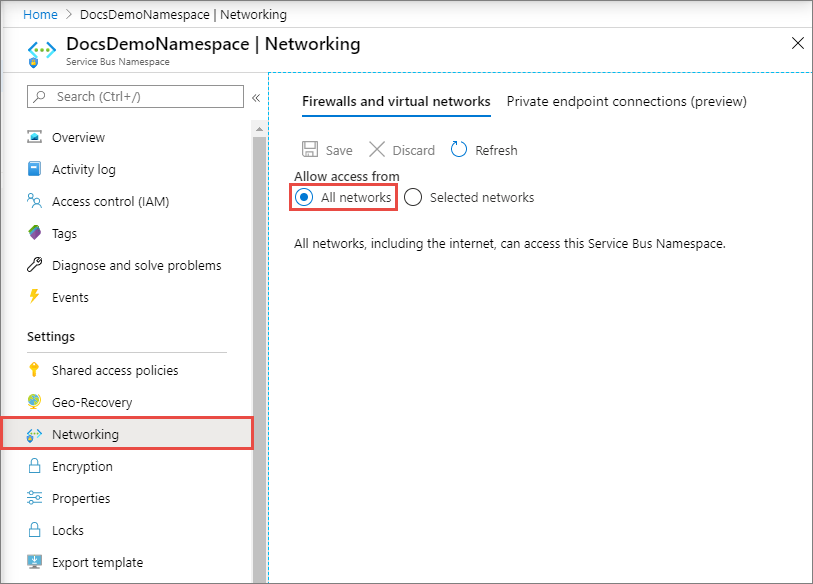 Home > DocsDemoNamespace | Networking
DocsDemoNamespace | Networking
Service Bus Namespace
Search (Ctrl+/)
«
Overview
Activity log
Access control (IAM)
Tags
Diagnose and solve problems
Events
Settings
Shared access policies
Geo-Recovery
Networking
Encryption
Properties
Locks
Export template
Firewalls and virtual networks Private endpoint connections (preview)
Save Discard Refresh
Allow access from
All networks Selected networks
All networks, including the internet, can access this Service Bus Namespace.